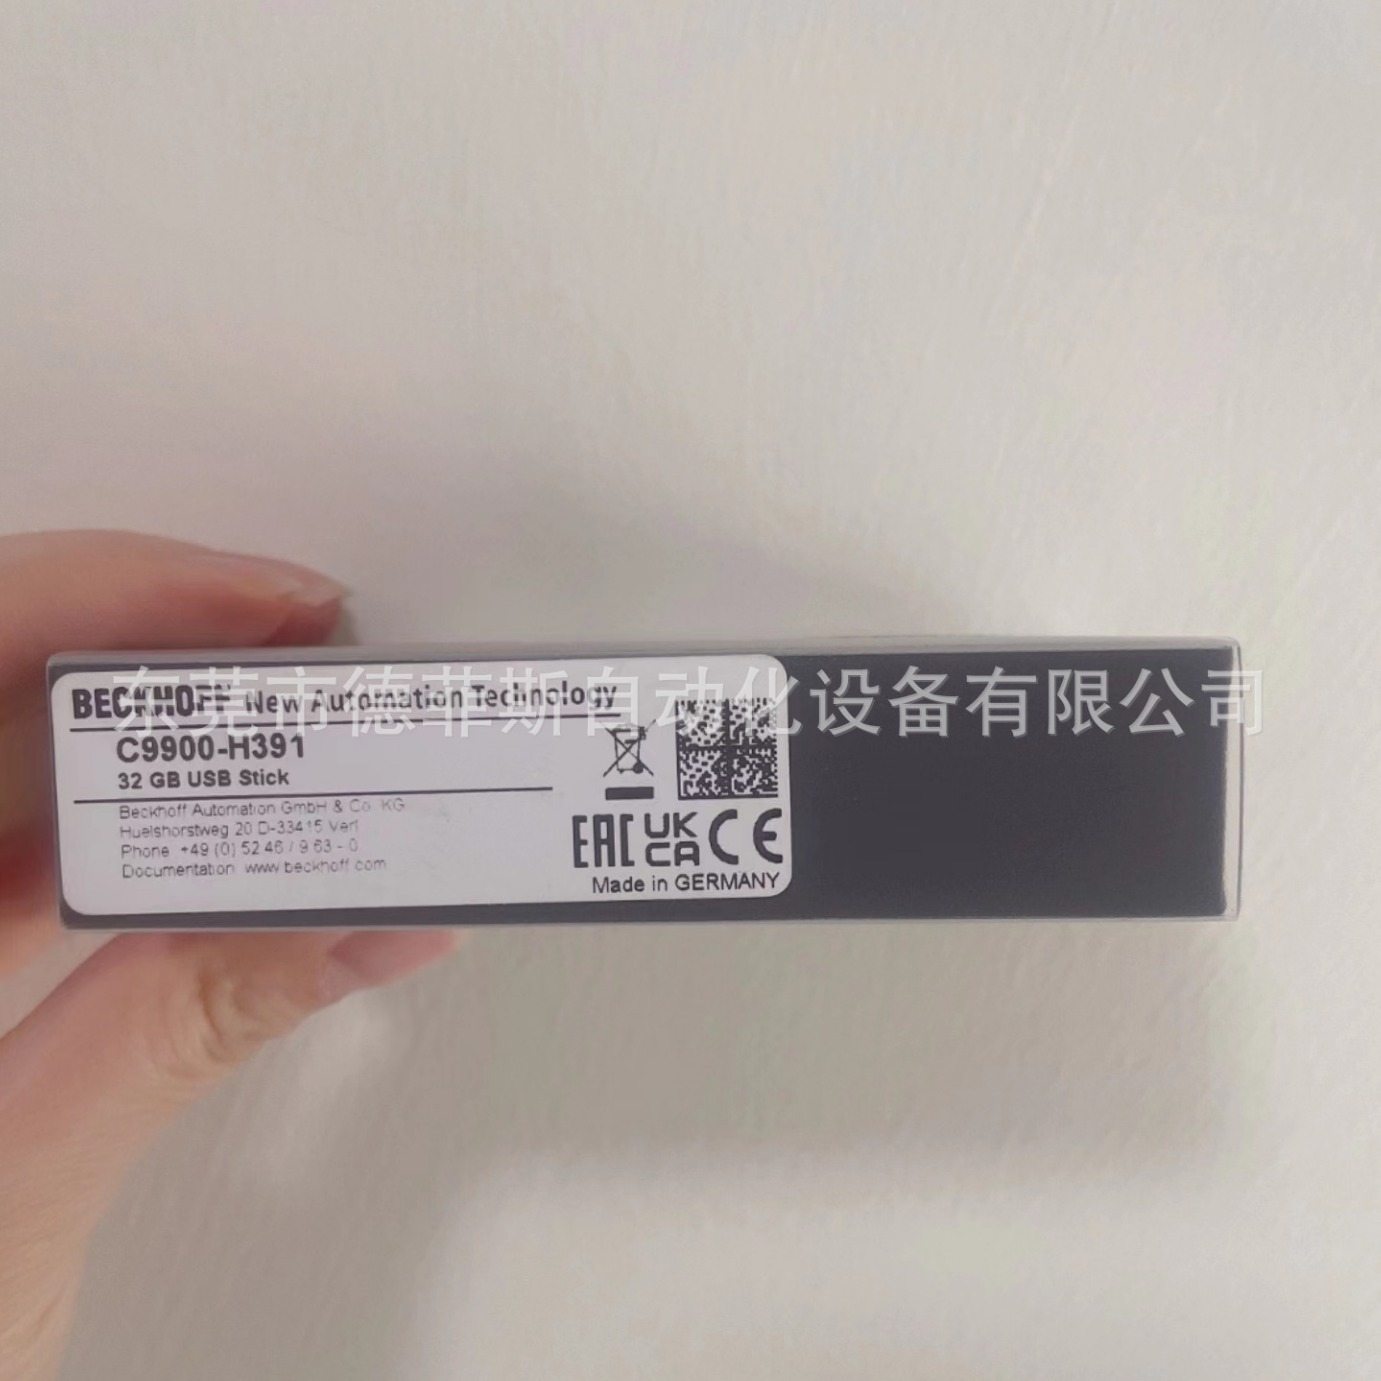 东莞市德菲斯自动化设备有限公司
BECKHOFF New Automation Technology
C9900-H391
32 GB USB Stick
Beckhoff Automation GmbH & Co. KG
Huelshorstweg 20 D-33415 Verl
Phone +49 (0) 52 46 / 9 63 - 0
Documentation: www.beckhoff.com
EAC UK CA CE
Made in GERMANY